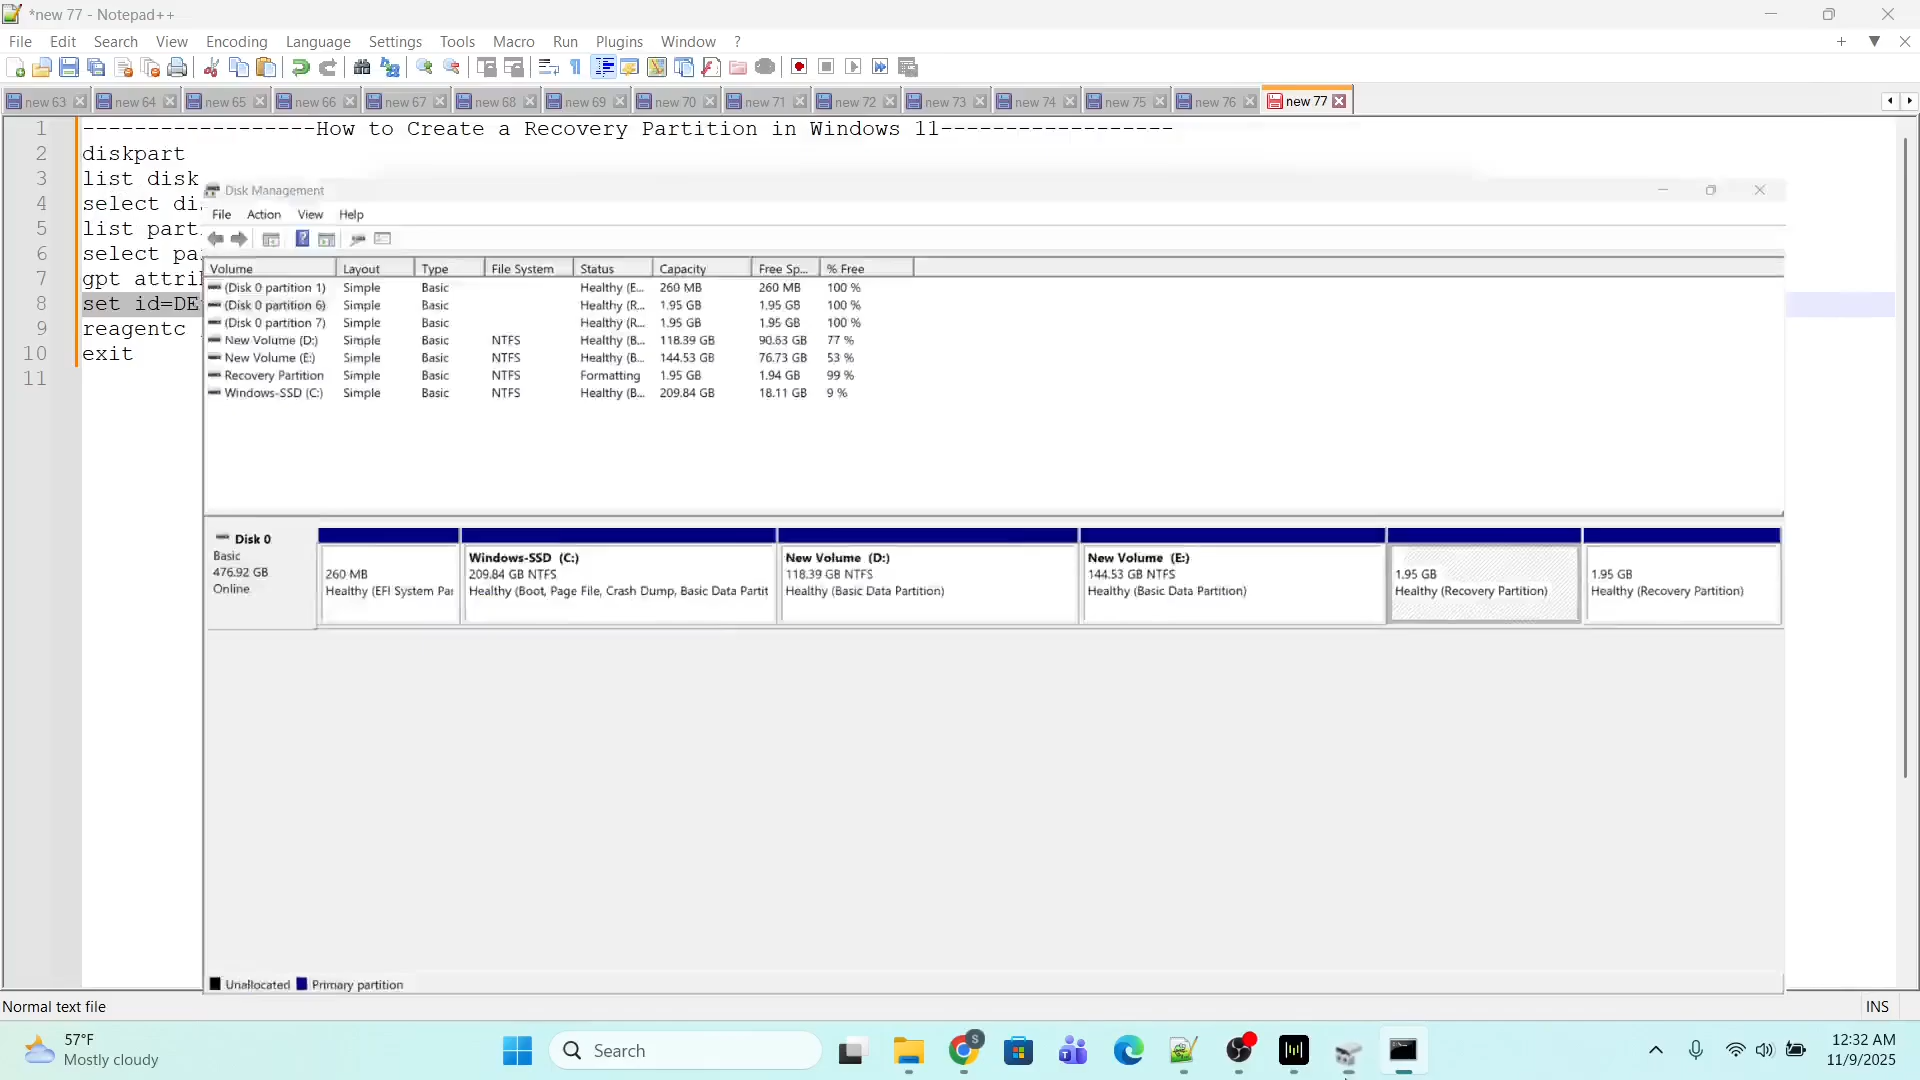 *new 77 - Notepad++
File Edit Search View Encoding Language Settings Tools Macro Run Plugins Window ?
new 63 new 64 new 65 new 66 new 67 new 68 new 69 new 70 new 71 new 72 new 73 new 74 new 75 new 76 new 77
1 ------------------How to Create a Recovery Partition in Windows 11------------------
2 diskpart
3 list disk
4 select di
5 list part
6 select pa
7 gpt attri
8 set id=DE
9 reagentc
10 exit
11
Disk Management
File Action View Help
Volume Layout Type File System Status Capacity Free Sp... % Free
(Disk 0 partition 1) Simple Basic Healthy (E... 260 MB 260 MB 100 %
(Disk 0 partition 6) Simple Basic Healthy (R... 1.95 GB 1.95 GB 100 %
(Disk 0 partition 7) Simple Basic Healthy (R... 1.95 GB 1.95 GB 100 %
New Volume (D:) Simple Basic NTFS Healthy (B... 118.39 GB 90.63 GB 77 %
New Volume (E:) Simple Basic NTFS Healthy (B... 144.53 GB 76.73 GB 53 %
Recovery Partition Simple Basic NTFS Formatting 1.95 GB 1.94 GB 99 %
Windows-SSD (C:) Simple Basic NTFS Healthy (B... 209.84 GB 18.11 GB 9 %
Disk 0
Basic
476.92 GB
Online
260 MB
Healthy (EFI System Par
Windows-SSD (C:)
209.84 GB NTFS
Healthy (Boot, Page File, Crash Dump, Basic Data Partit
New Volume (D:)
118.39 GB NTFS
Healthy (Basic Data Partition)
New Volume (E:)
144.53 GB NTFS
Healthy (Basic Data Partition)
1.95 GB
Healthy (Recovery Partition)
1.95 GB
Healthy (Recovery Partition)
Unallocated Primary partition
Normal text file INS
57°F
Mostly cloudy
Search
12:32 AM
11/9/2025